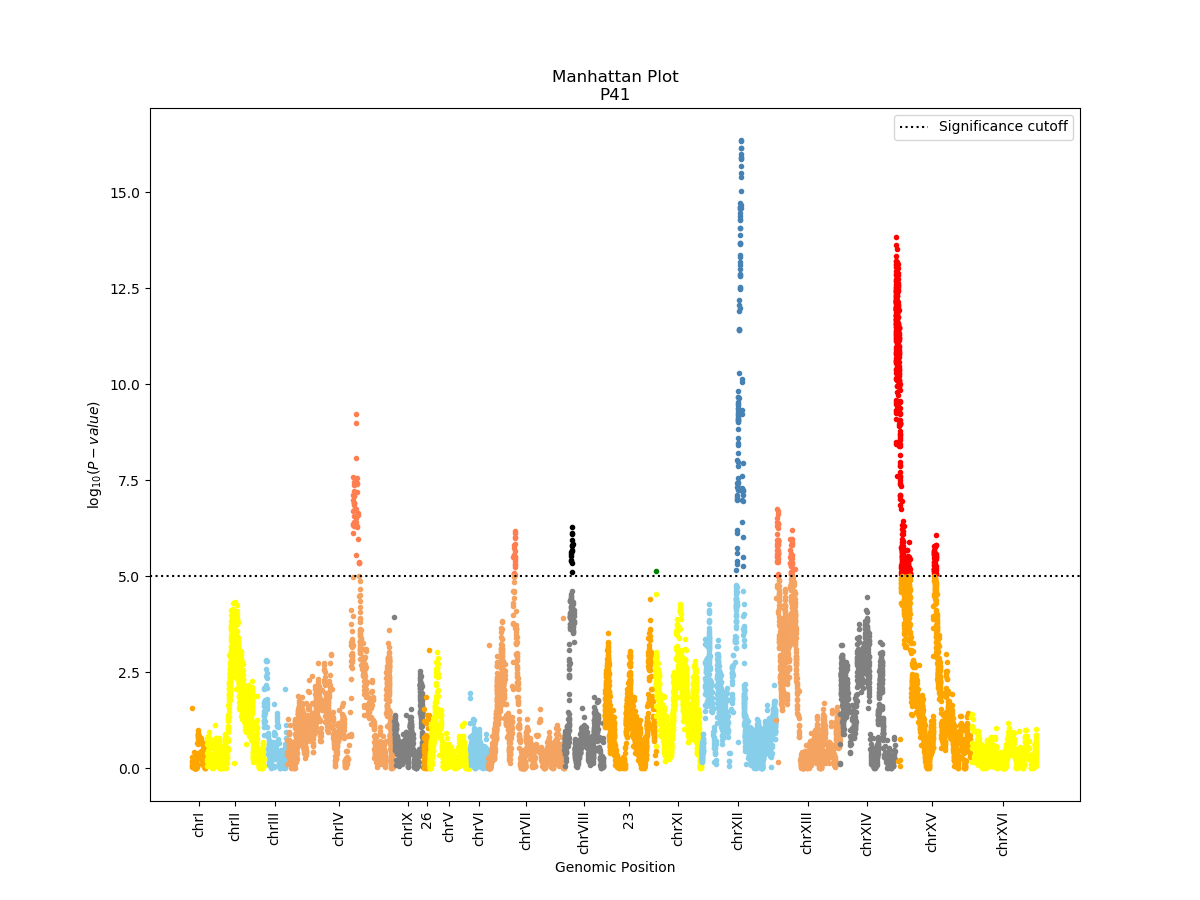 Manhattan Plot
P41
Significance cutoff
15.0
12.5
10.0
7.5
5.0
2.5
0.0
log₁₀(P − value)
chrI
chrII
chrIII
chrIV
chrIX
26
chrV
chrVI
chrVII
chrVIII
23
chrXI
chrXII
chrXIII
chrXIV
chrXV
chrXVI
Genomic Position